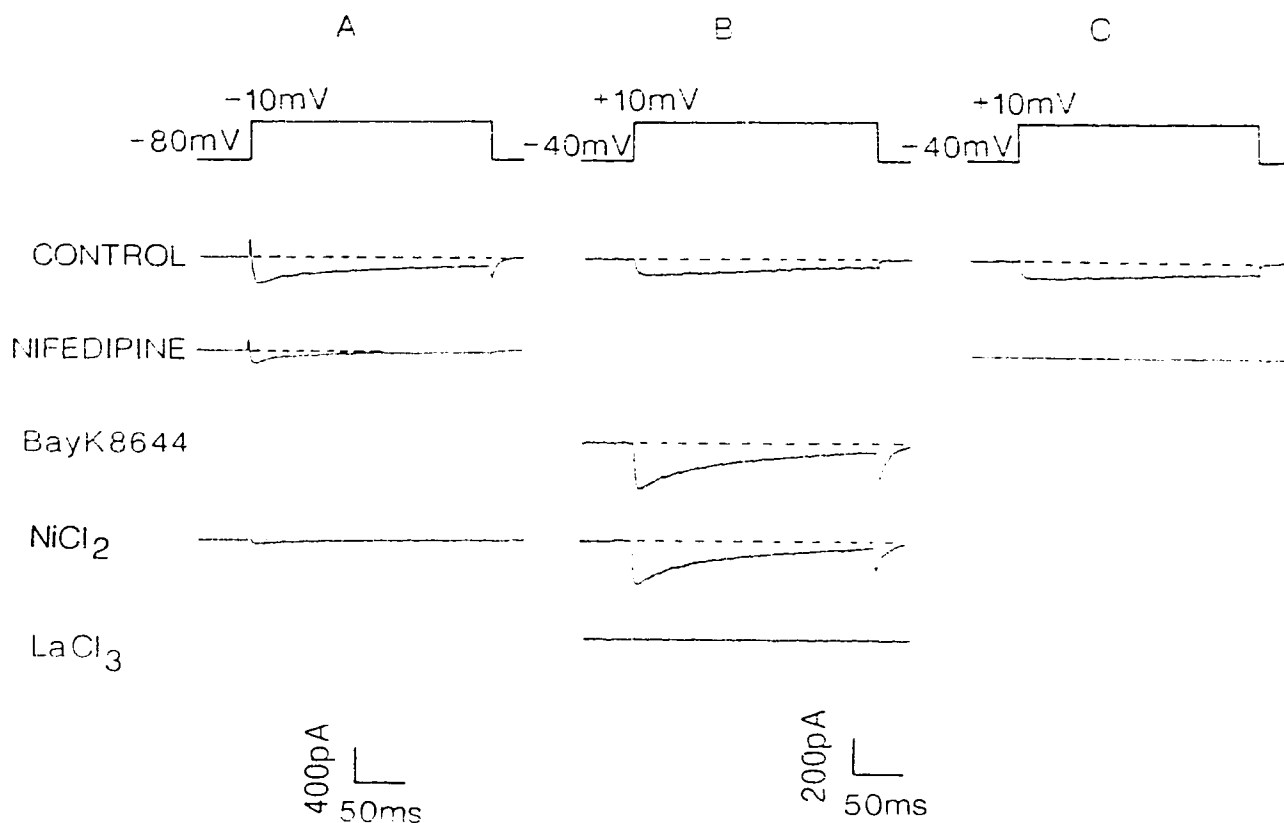 A B C
-10mV +10mV +10mV
-80mV -40mV -40mV
CONTROL
NIFEDIPINE
BayK8644
NiCl2
LaCl3
400pA 50ms 200pA 50ms